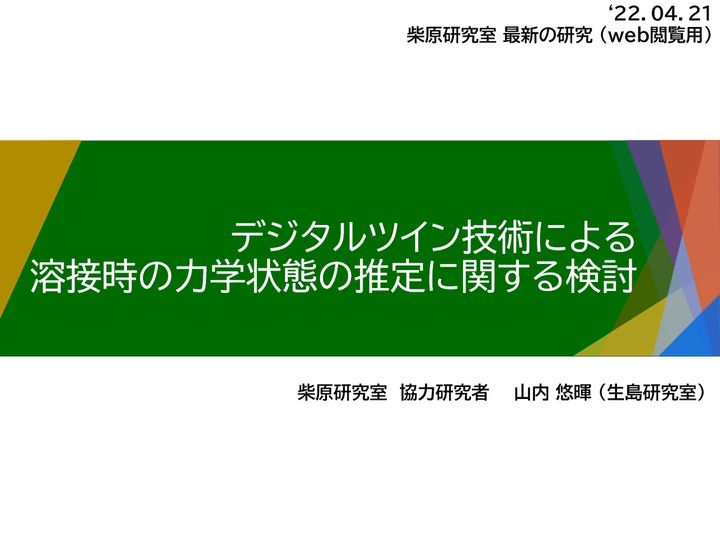 ‘22. 04. 21
柴原研究室 最新の研究（web閲覧用）
デジタルツイン技術による
溶接時の力学状態の推定に関する検討
柴原研究室 協力研究者 山内 悠暉（生島研究室）